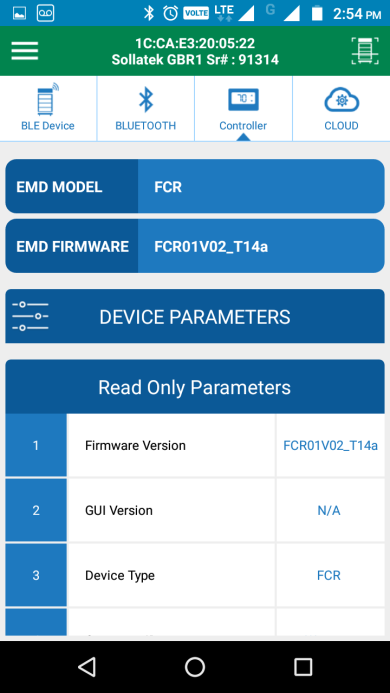 VOLTE LTE G 2:54 PM
1C:CA:E3:20:05:22
Sollatek GBR1 Sr# : 91314
BLE Device
BLUETOOTH
Controller
CLOUD
EMD MODEL FCR
EMD FIRMWARE FCR01V02_T14a
DEVICE PARAMETERS
Read Only Parameters
1 Firmware Version FCR01V02_T14a
2 GUI Version N/A
3 Device Type FCR